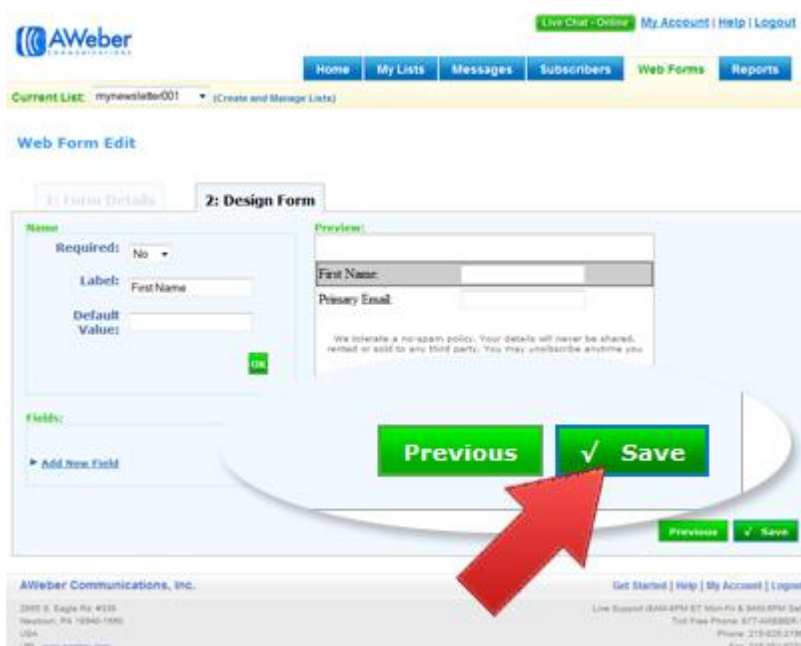 Live Chat - Online My Account | Help | Logout
AWeber
COMMUNICATIONS
Home My Lists Messages Subscribers Web Forms Reports
Current List: mynewsletter001 (Create and Manage Lists)
Web Form Edit
1: Form Details 2: Design Form
Name Preview:
Required: No
First Name:
Label: First Name
Primary Email:
Default
Value:
We tolerate a no-spam policy. Your details will never be shared,
rented or sold to any third party. You may unsubscribe anytime you
OK
Fields:
Previous √ Save
Add New Field
Previous √ Save
AWeber Communications, Inc. Get Started | Help | My Account | Logou
USA